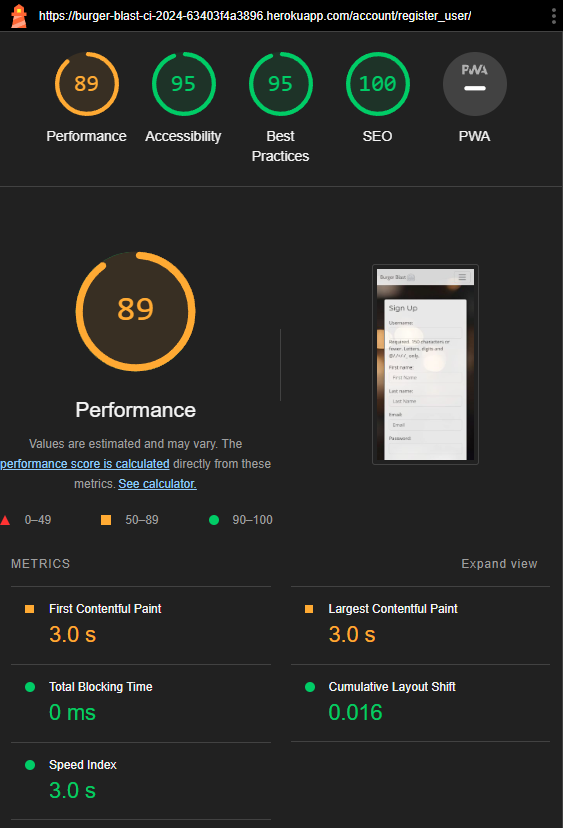 https://burger-blast-ci-2024-63403f4a3896.herokuapp.com/account/register_user/
89
95
95
100
PWA
Performance
Accessibility
Best
Practices
SEO
PWA
89
Performance
Values are estimated and may vary. The
performance score is calculated directly from these
metrics. See calculator.
0–49
50–89
90–100
Burger Blast
Sign Up
Username:
Required. 150 characters or
fewer. Letters, digits and
only.
First name:
First Name
Last name:
Last Name
Email:
Email
Password:
METRICS
Expand view
First Contentful Paint
3.0 s
Largest Contentful Paint
3.0 s
Total Blocking Time
0 ms
Cumulative Layout Shift
0.016
Speed Index
3.0 s